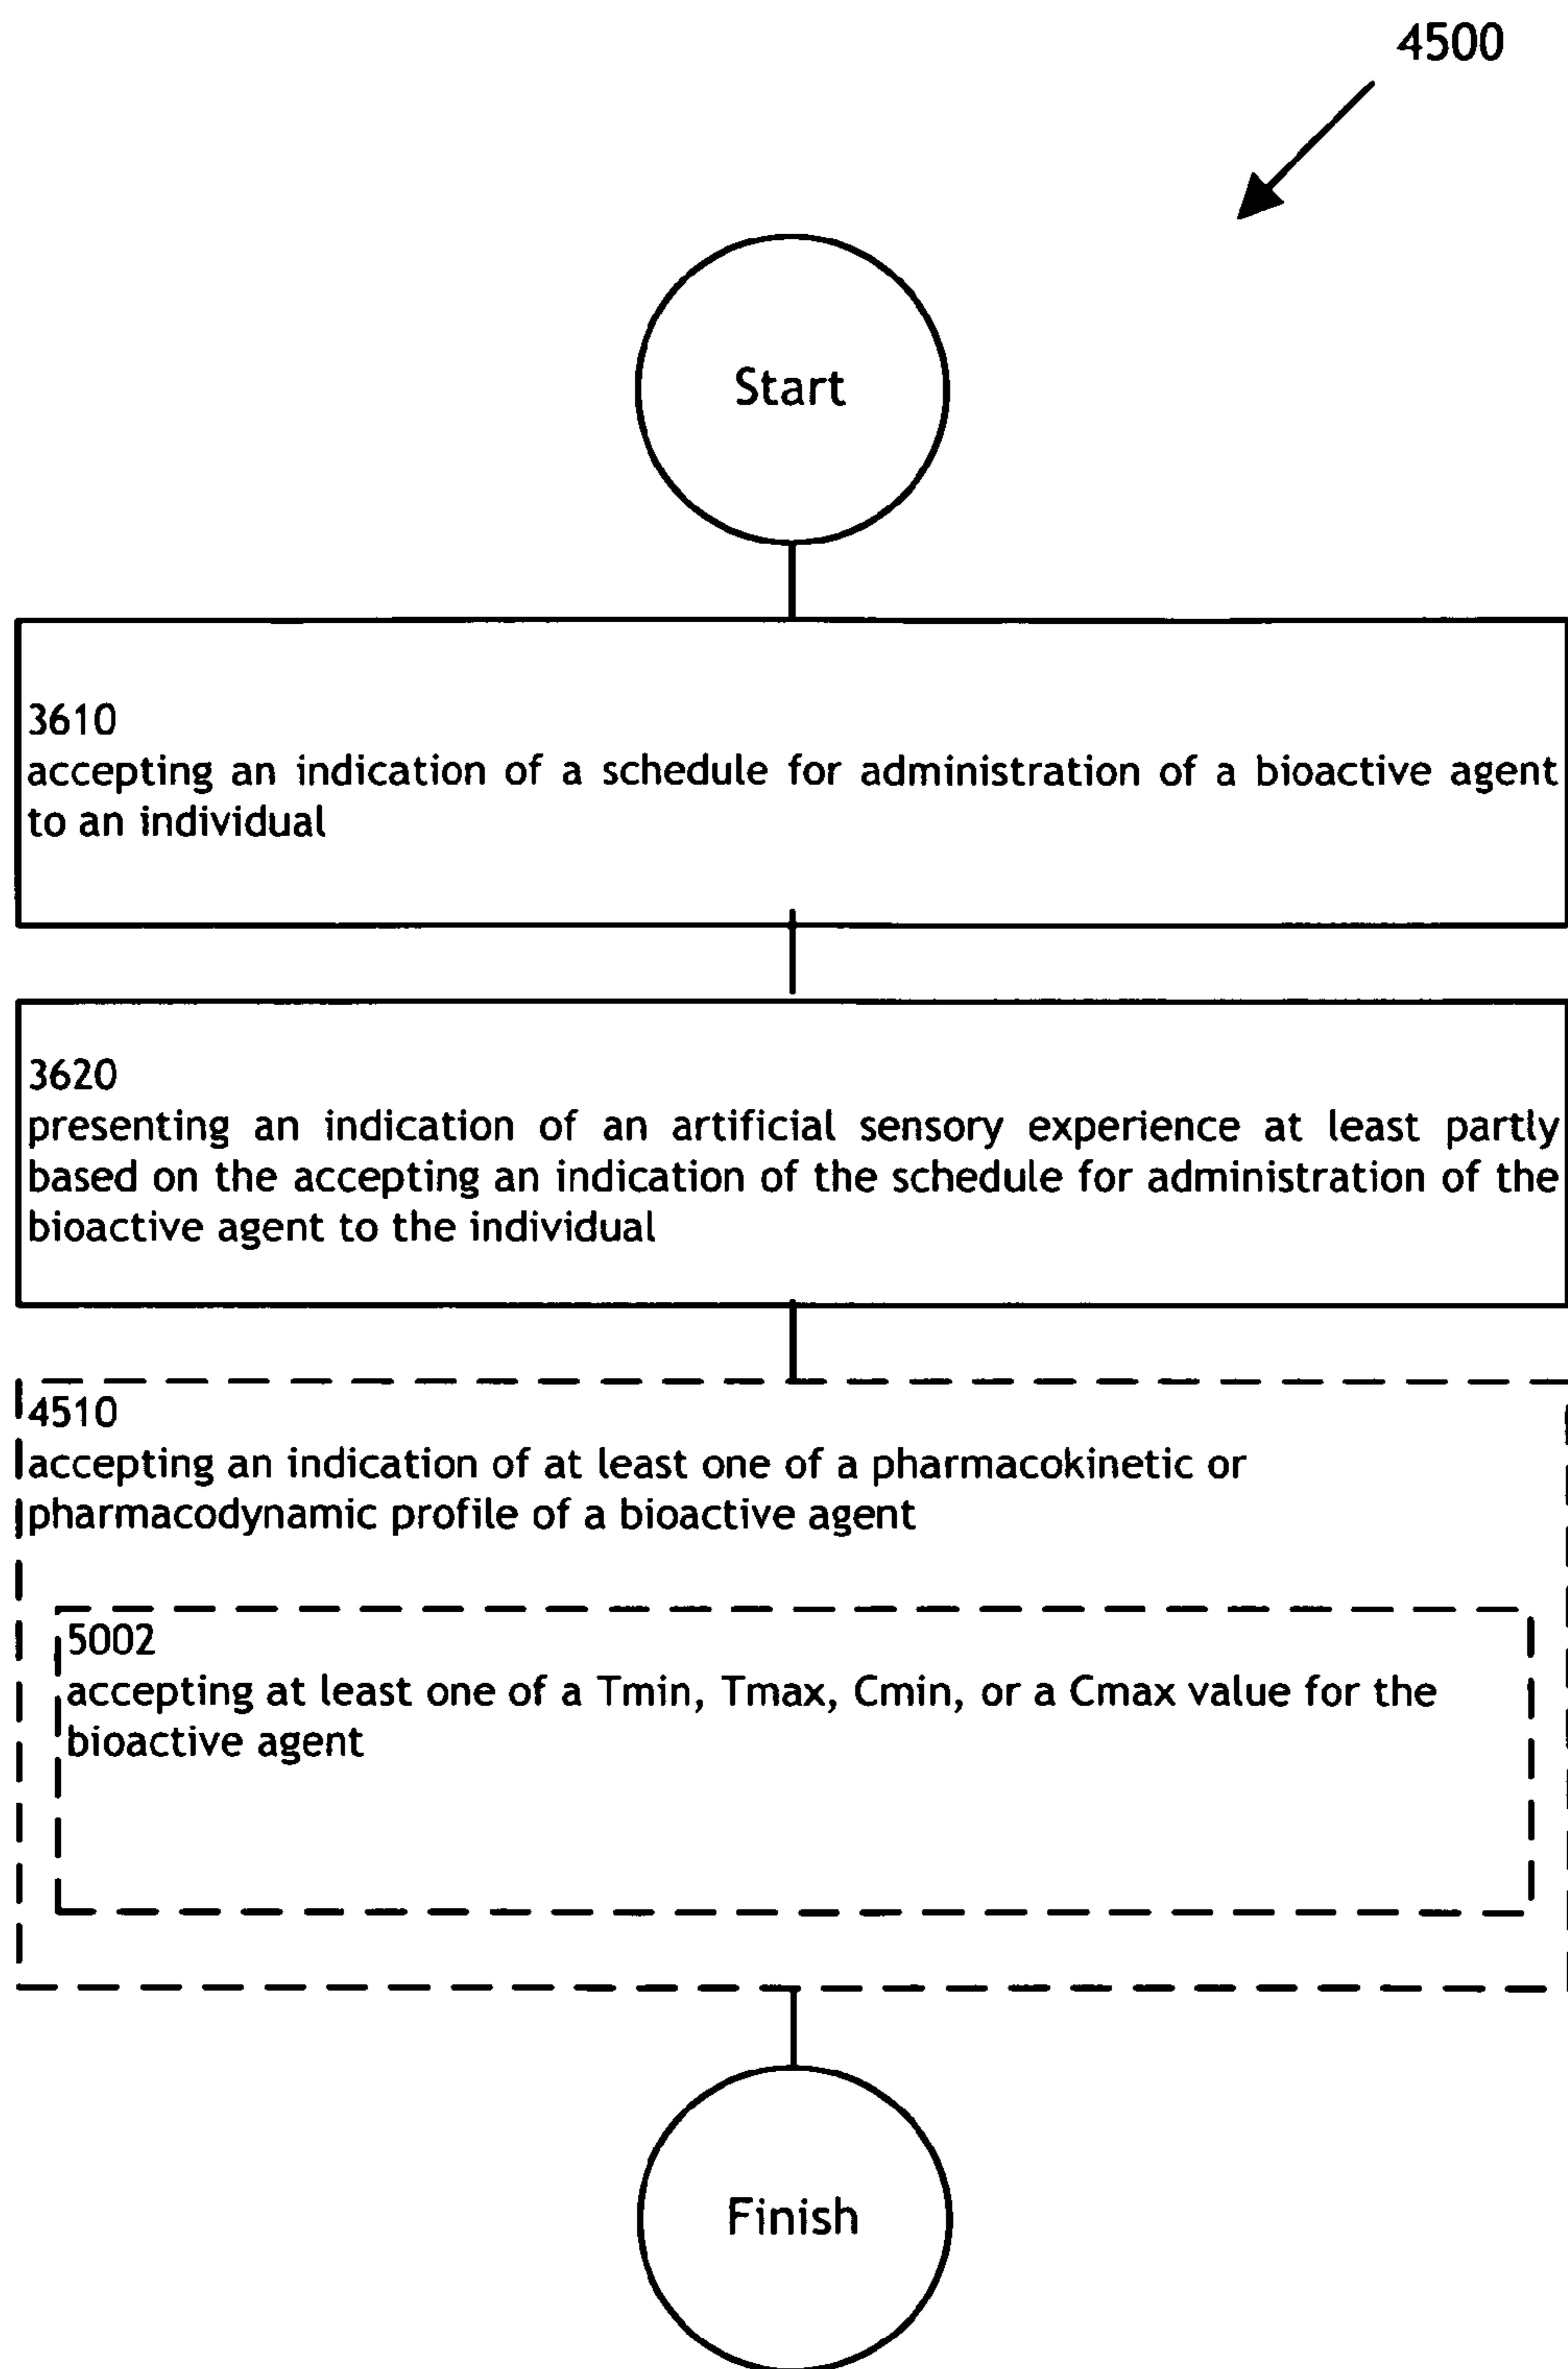 4500
Start
3610
accepting an indication of a schedule for administration of a bioactive agent
to an individual
3620
presenting an indication of an artificial sensory experience at least partly
based on the accepting an indication of the schedule for administration of the
bioactive agent to the individual
4510
accepting an indication of at least one of a pharmacokinetic or
pharmacodynamic profile of a bioactive agent
5002
accepting at least one of a Tmin, Tmax, Cmin, or a Cmax value for the
bioactive agent
Finish